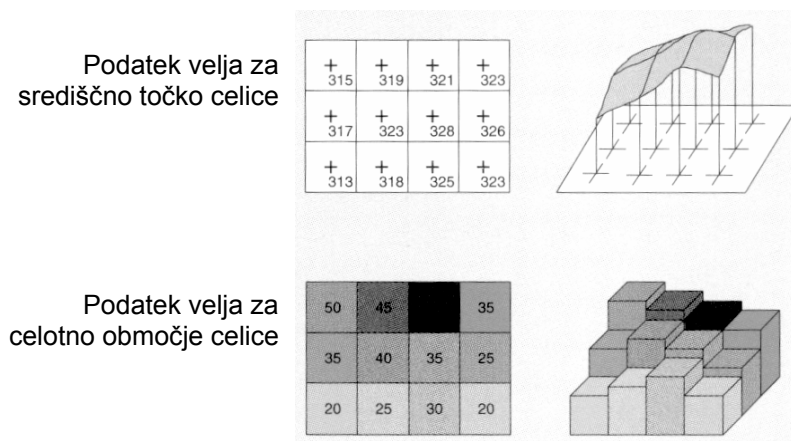 Podatek velja za
središčno točko celice
315 319 321 323
317 323 328 326
313 318 325 323
Podatek velja za
celotno območje celice
50 45 35
35 40 35 25
20 25 30 20